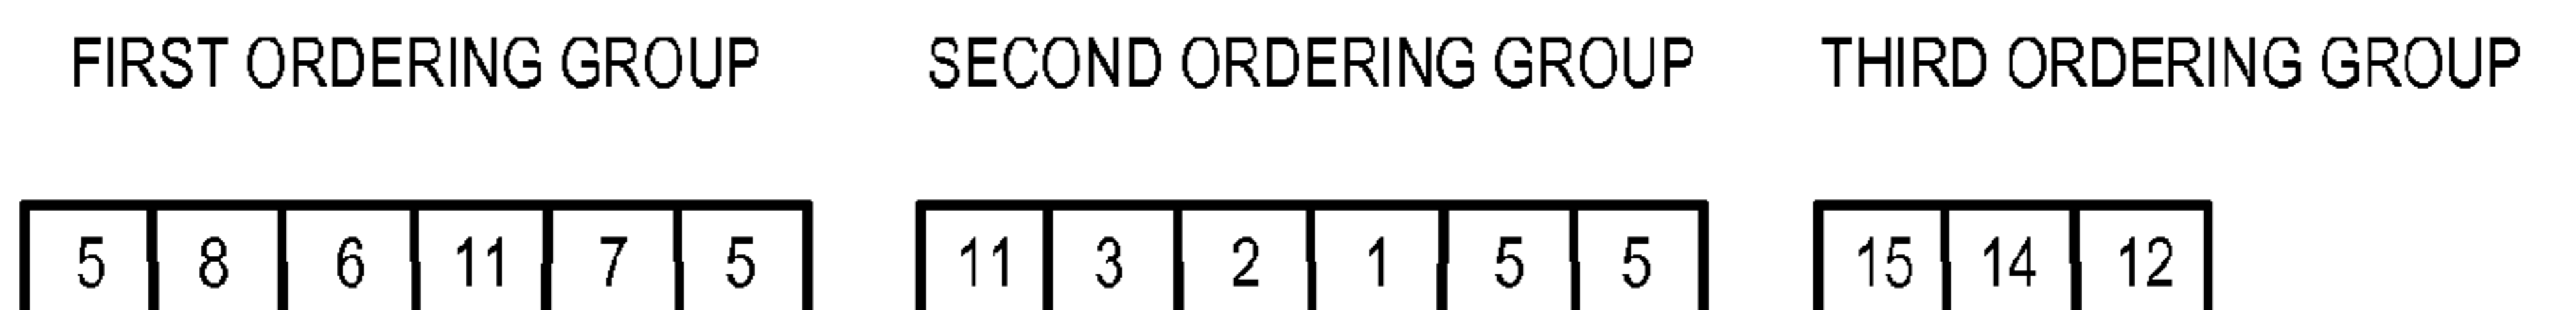 FIRST ORDERING GROUP SECOND ORDERING GROUP THIRD ORDERING GROUP
5 8 6 11 7 5 11 3 2 1 5 5 15 14 12